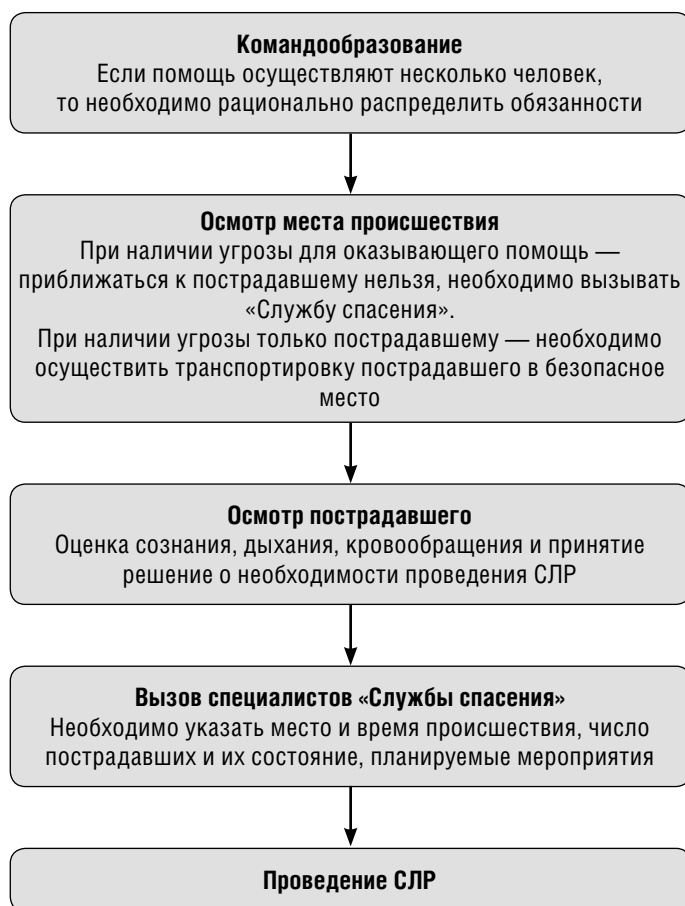 Командообразование
Если помощь осуществляют несколько человек,
то необходимо рационально распределить обязанности
Осмотр места происшествия
При наличии угрозы для оказывающего помощь —
приближаться к пострадавшему нельзя, необходимо вызывать
«Службу спасения».
При наличии угрозы только пострадавшему — необходимо
осуществить транспортировку пострадавшего в безопасное
место
Осмотр пострадавшего
Оценка сознания, дыхания, кровообращения и принятие
решение о необходимости проведения СЛР
Вызов специалистов «Службы спасения»
Необходимо указать место и время происшествия, число
пострадавших и их состояние, планируемые мероприятия
Проведение СЛР